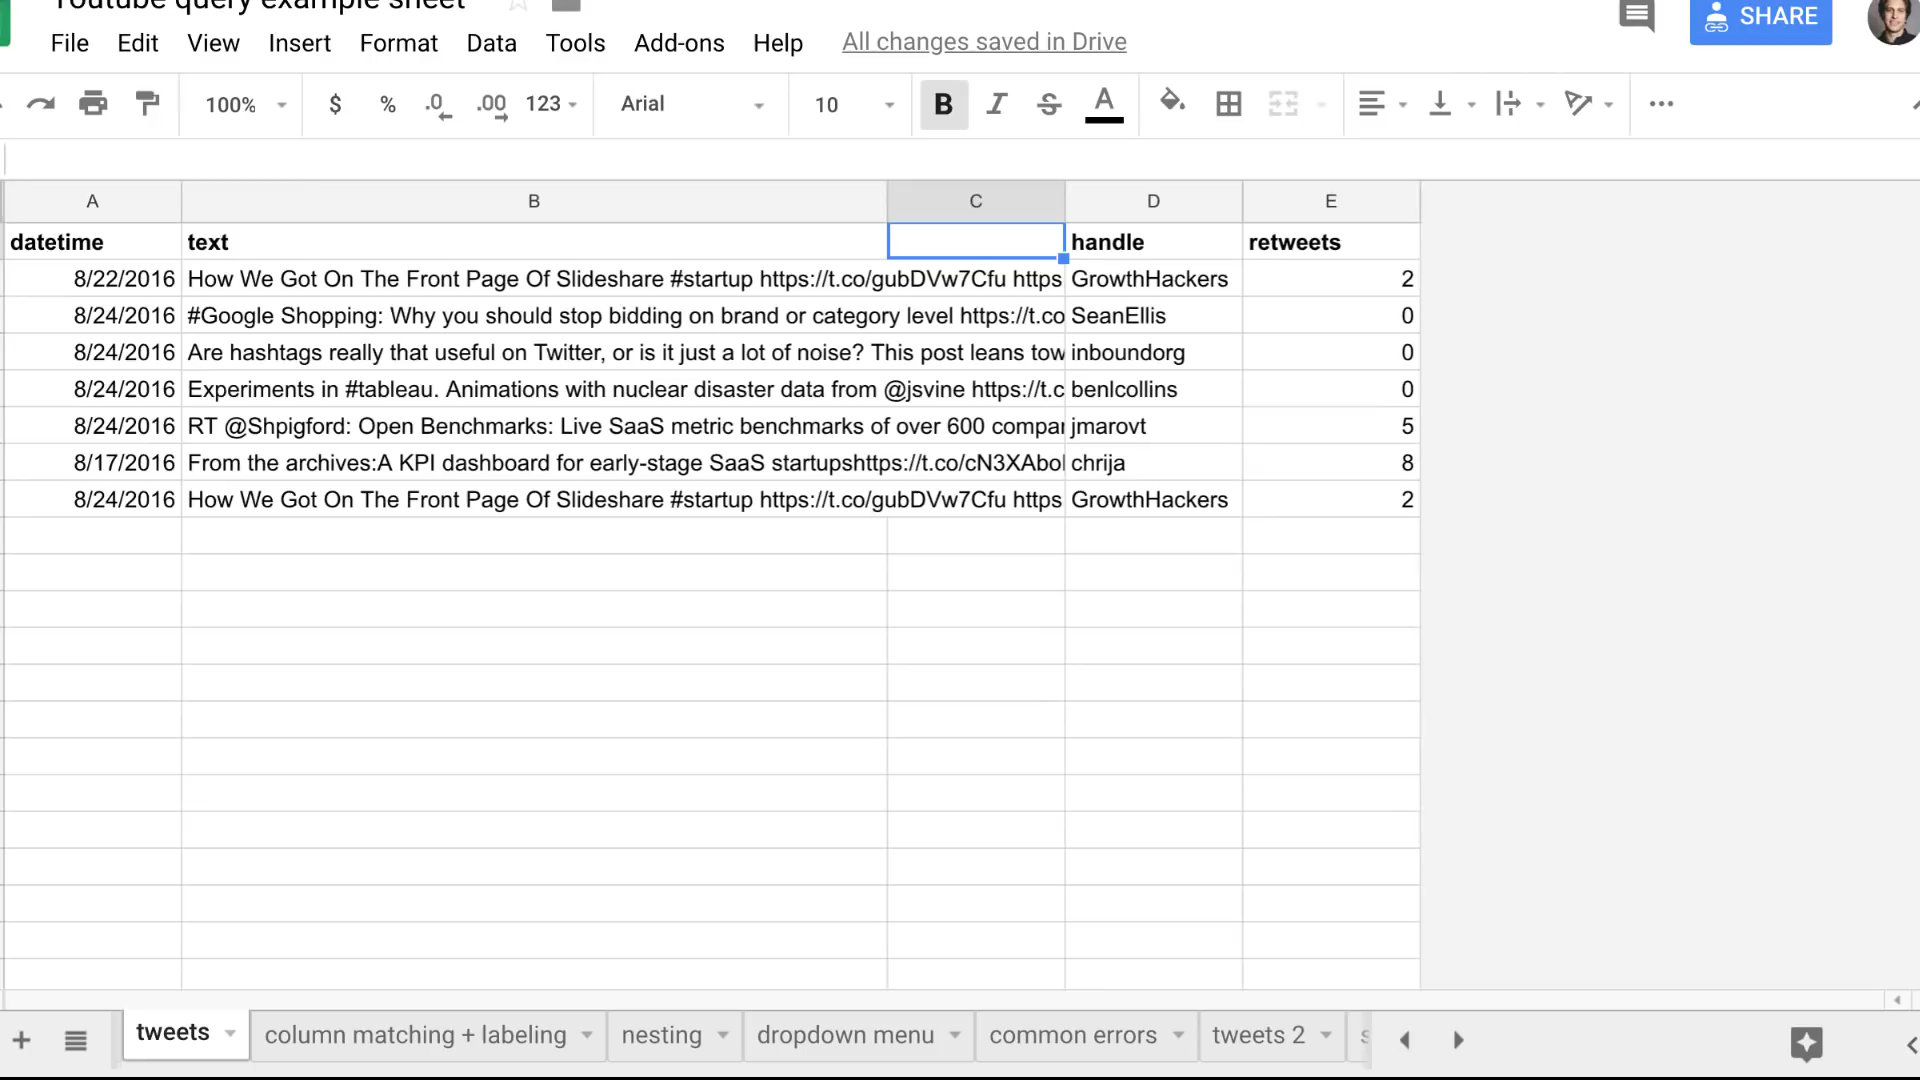 Youtube query example sheet
File Edit View Insert Format Data Tools Add-ons Help All changes saved in Drive SHARE
100% $ % .0 .00 123 Arial 10 B I S A
A B C D E
datetime text handle retweets
8/22/2016 How We Got On The Front Page Of Slideshare #startup https://t.co/gubDVw7Cfu https GrowthHackers 2
8/24/2016 #Google Shopping: Why you should stop bidding on brand or category level https://t.co SeanEllis 0
8/24/2016 Are hashtags really that useful on Twitter, or is it just a lot of noise? This post leans tow inboundorg 0
8/24/2016 Experiments in #tableau. Animations with nuclear disaster data from @jsvine https://t.c benlcollins 0
8/24/2016 RT @Shpigford: Open Benchmarks: Live SaaS metric benchmarks of over 600 compa jmarovt 5
8/17/2016 From the archives:A KPI dashboard for early-stage SaaS startupshttps://t.co/cN3XAbo chrija 8
8/24/2016 How We Got On The Front Page Of Slideshare #startup https://t.co/gubDVw7Cfu https GrowthHackers 2
tweets column matching + labeling nesting dropdown menu common errors tweets 2